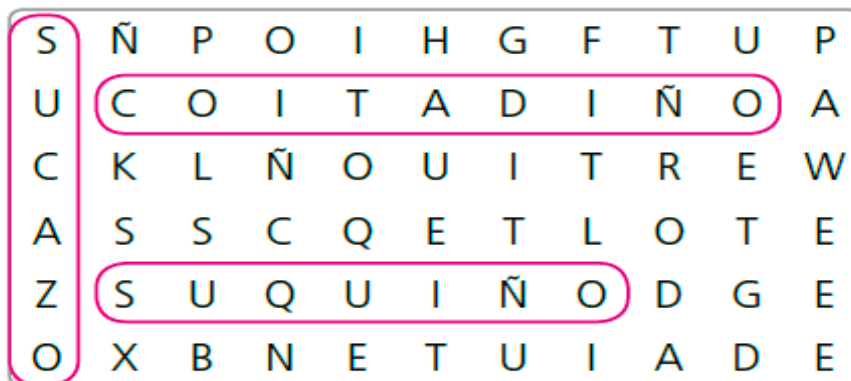 S Ñ P O I H G F T U P
U C O I T A D I Ñ O A
C K L Ñ O U I T R E W
A S S C Q E T L O T E
Z S U Q U I Ñ O D G E
O X B N E T U I A D E